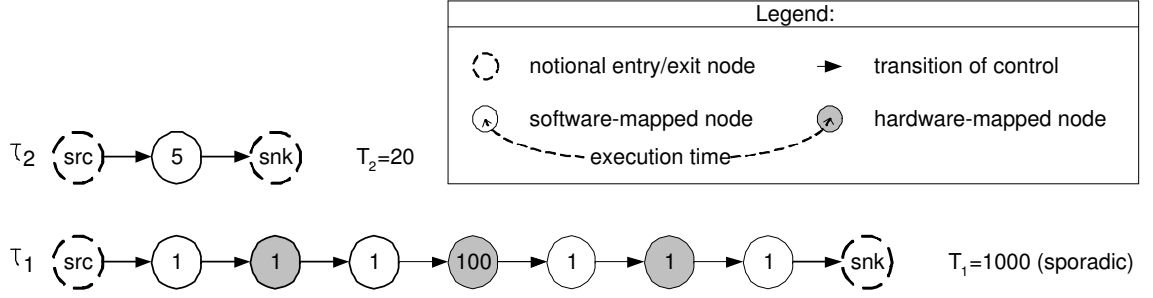 Legend:
notional entry/exit node
transition of control
software-mapped node
hardware-mapped node
execution time
τ2 src 5 snk T2=20
τ1 src 1 1 1 100 1 1 1 snk T1=1000 (sporadic)